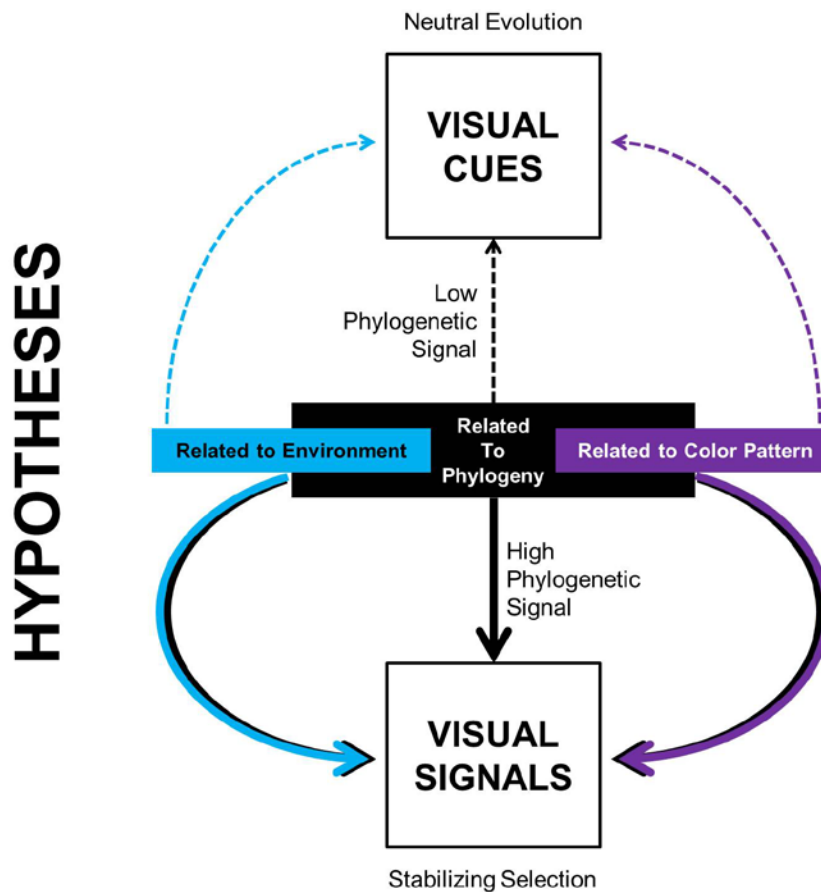 Neutral Evolution
VISUAL
CUES
Low
Phylogenetic
Signal
HYPOTHESES
Related to Environment
Related
To
Phylogeny
Related to Color Pattern
High
Phylogenetic
Signal
VISUAL
SIGNALS
Stabilizing Selection